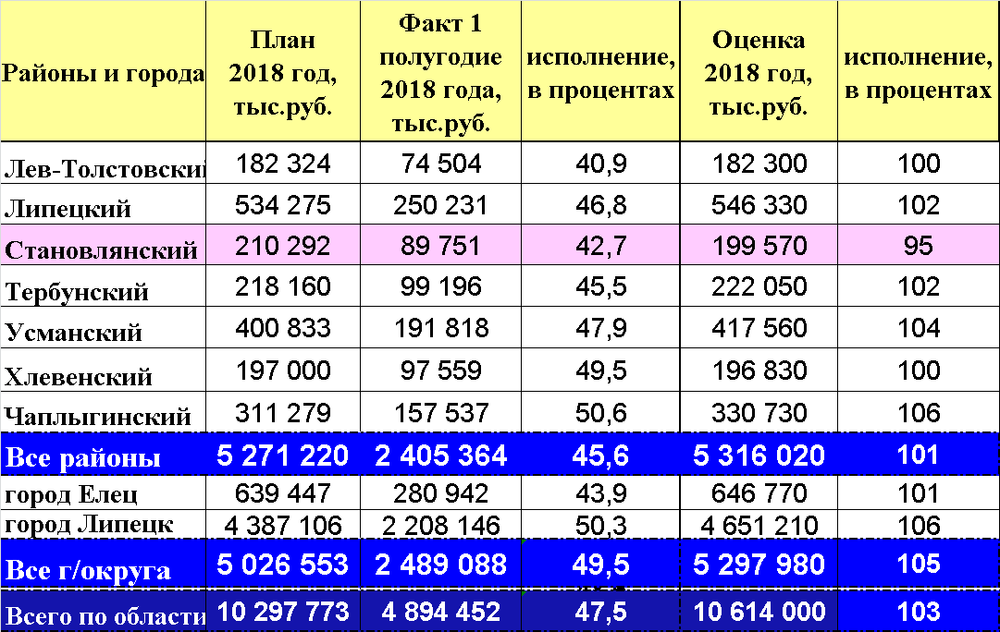 Районы и города | План 2018 год, тыс.руб. | Факт 1 полугодие 2018 года, тыс.руб. | исполнение, в процентах | Оценка 2018 год, тыс.руб. | исполнение, в процентах
Лев-Толстовский 182 324 74 504 40,9 182 300 100
Липецкий 534 275 250 231 46,8 546 330 102
Становлянский 210 292 89 751 42,7 199 570 95
Тербунский 218 160 99 196 45,5 222 050 102
Усманский 400 833 191 818 47,9 417 560 104
Хлевенский 197 000 97 559 49,5 196 830 100
Чаплыгинский 311 279 157 537 50,6 330 730 106
Все районы 5 271 220 2 405 364 45,6 5 316 020 101
город Елец 639 447 280 942 43,9 646 770 101
город Липецк 4 387 106 2 208 146 50,3 4 651 210 106
Все г/округа 5 026 553 2 489 088 49,5 5 297 980 105
Всего по области 10 297 773 4 894 452 47,5 10 614 000 103